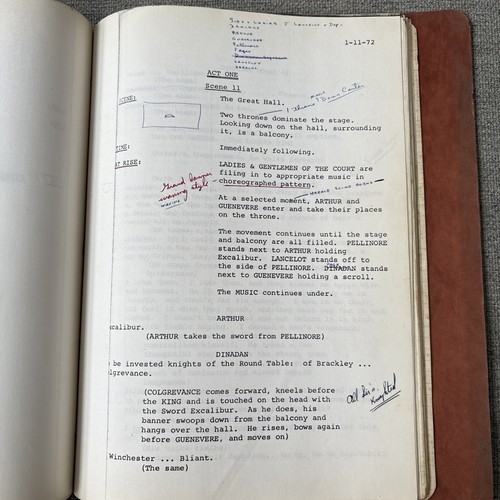 1-11-72
ACT ONE
Scene 11
SCENE:
The Great Hall.
1 throne Down Center
Two thrones dominate the stage.
Looking down on the hall, surrounding
it, is a balcony.
TIME:
Immediately following.
AT RISE:
LADIES & GENTLEMEN OF THE COURT are
filing in to appropriate music in
choreographed pattern.
At a selected moment, ARTHUR and
GUENEVERE enter and take their places
on the throne.
The movement continues until the stage
and balcony are all filled. PELLINORE
stands next to ARTHUR holding
Excalibur. LANCELOT stands off to
the side of PELLINORE. DINADAN stands
next to GUENEVERE holding a scroll.
The MUSIC continues under.
ARTHUR
xcalibur.
(ARTHUR takes the sword from PELLINORE)
DINADAN
be invested knights of the Round Table: of Brackley ...
olgrevance.
(COLGREVANCE comes forward, kneels before
the KING and is touched on the head with
the Sword Excalibur. As he does, his
banner swoops down from the balcony and
hangs over the hall. He rises, bows again
before GUENEVERE, and moves on)
Winchester ... Bliant.
(The same)